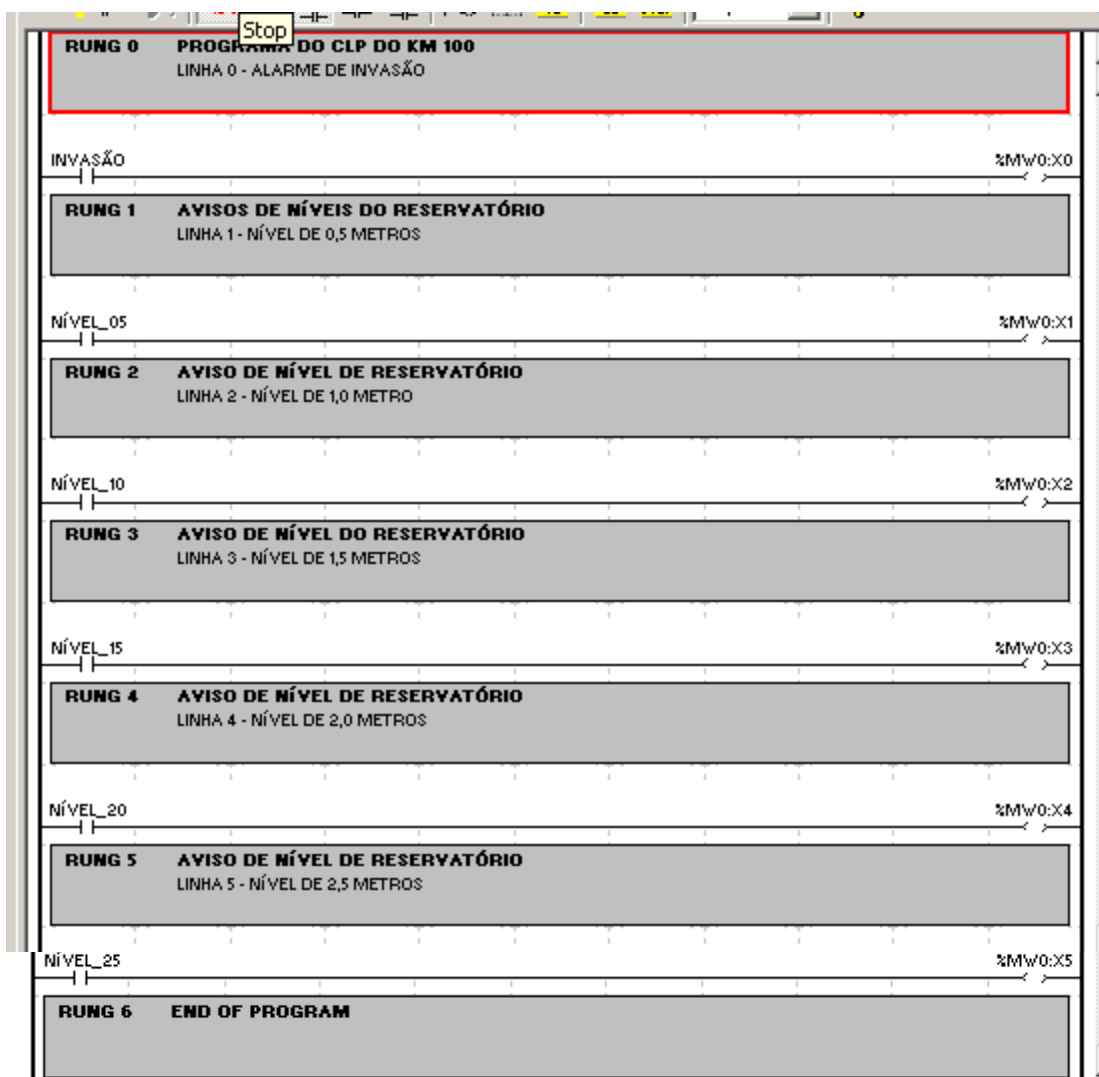 Stop
RUNG 0 PROGRAMA DO CLP DO KM 100
LINHA 0 - ALARME DE INVASÃO
INVASÃO %MW0:X0
RUNG 1 AVISOS DE NÍVEIS DO RESERVATÓRIO
LINHA 1 - NÍVEL DE 0,5 METROS
NÍVEL_05 %MW0:X1
RUNG 2 AVISO DE NÍVEL DE RESERVATÓRIO
LINHA 2 - NÍVEL DE 1,0 METRO
NÍVEL_10 %MW0:X2
RUNG 3 AVISO DE NÍVEL DO RESERVATÓRIO
LINHA 3 - NÍVEL DE 1,5 METROS
NÍVEL_15 %MW0:X3
RUNG 4 AVISO DE NÍVEL DE RESERVATÓRIO
LINHA 4 - NÍVEL DE 2,0 METROS
NÍVEL_20 %MW0:X4
RUNG 5 AVISO DE NÍVEL DE RESERVATÓRIO
LINHA 5 - NÍVEL DE 2,5 METROS
NÍVEL_25 %MW0:X5
RUNG 6 END OF PROGRAM